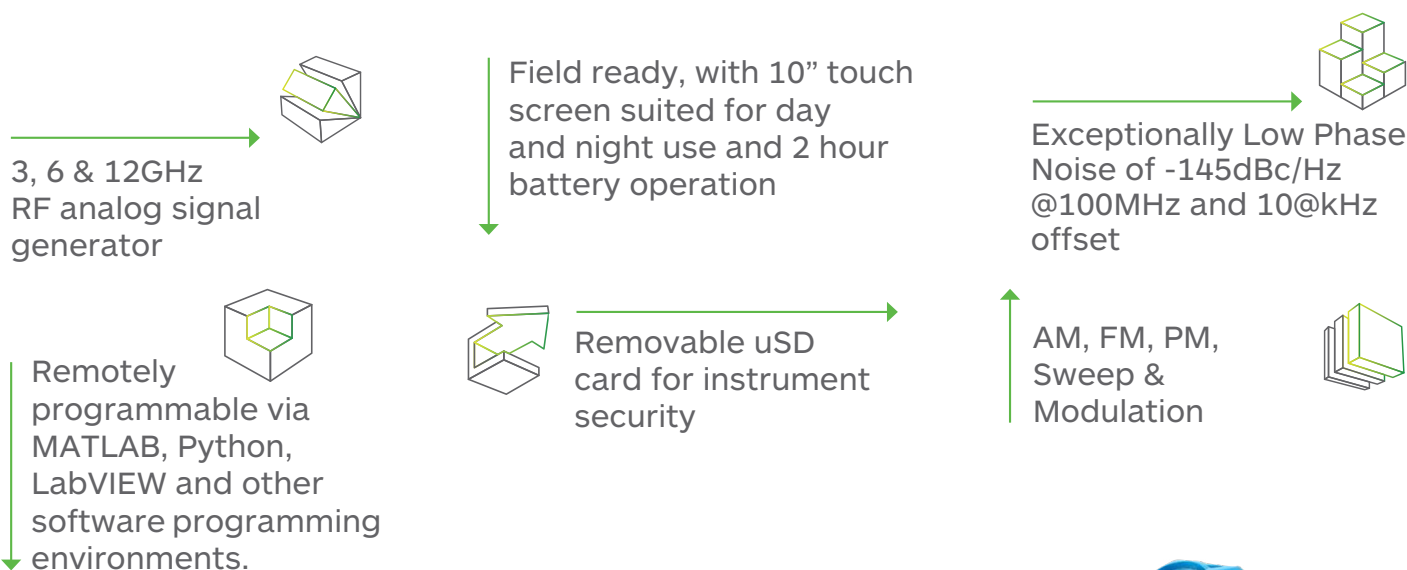 3, 6 & 12GHz
RF analog signal
generator
Field ready, with 10” touch
screen suited for day
and night use and 2 hour
battery operation
Exceptionally Low Phase
Noise of -145dBc/Hz
@100MHz and 10@kHz
offset
Remotely
programmable via
MATLAB, Python,
LabVIEW and other
software programming
environments.
Removable uSD
card for instrument
security
AM, FM, PM,
Sweep &
Modulation